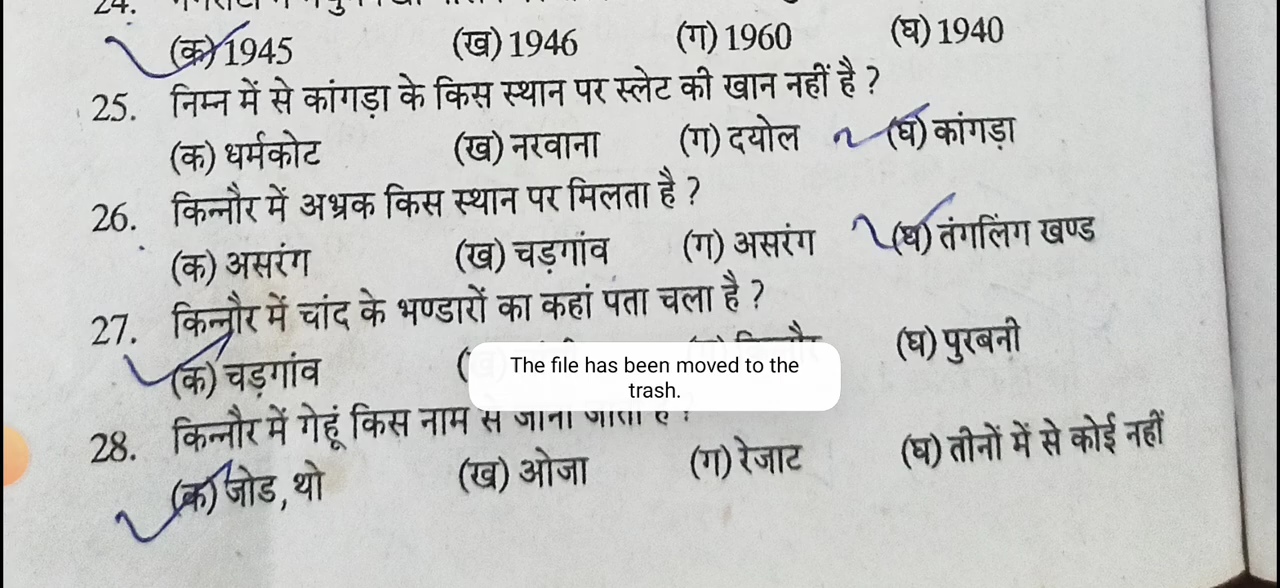 24.
(क) 1945 (ख) 1946 (ग) 1960 (घ) 1940
25. निम्न में से कांगड़ा के किस स्थान पर स्लेट की खान नहीं है ?
(क) धर्मकोट (ख) नरवाना (ग) दयोल (घ) कांगड़ा
26. किन्नौर में अभ्रक किस स्थान पर मिलता है ?
(क) असरंग (ख) चड़गांव (ग) असरंग (घ) तंगलिंग खण्ड
27. किन्नौर में चांद के भण्डारों का कहां पता चला है ?
(क) चड़गांव (घ) पुरबनी
The file has been moved to the
trash.
28. किन्नौर में गेहूं किस नाम से जाना जाता है ?
(क) जोड, थो (ख) ओजा (ग) रेजाट (घ) तीनों में से कोई नहीं